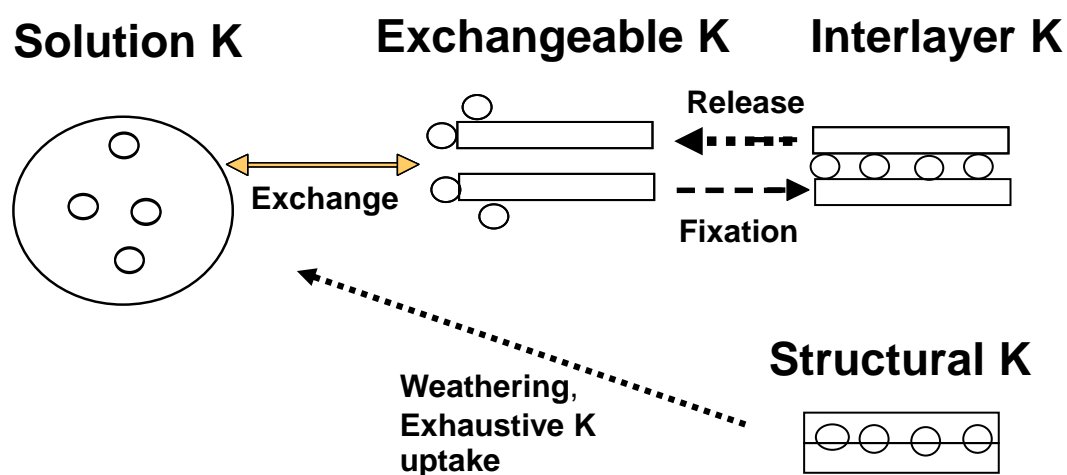 Solution K
Exchangeable K
Interlayer K
Release
Exchange
Fixation
Structural K
Weathering,
Exhaustive K
uptake